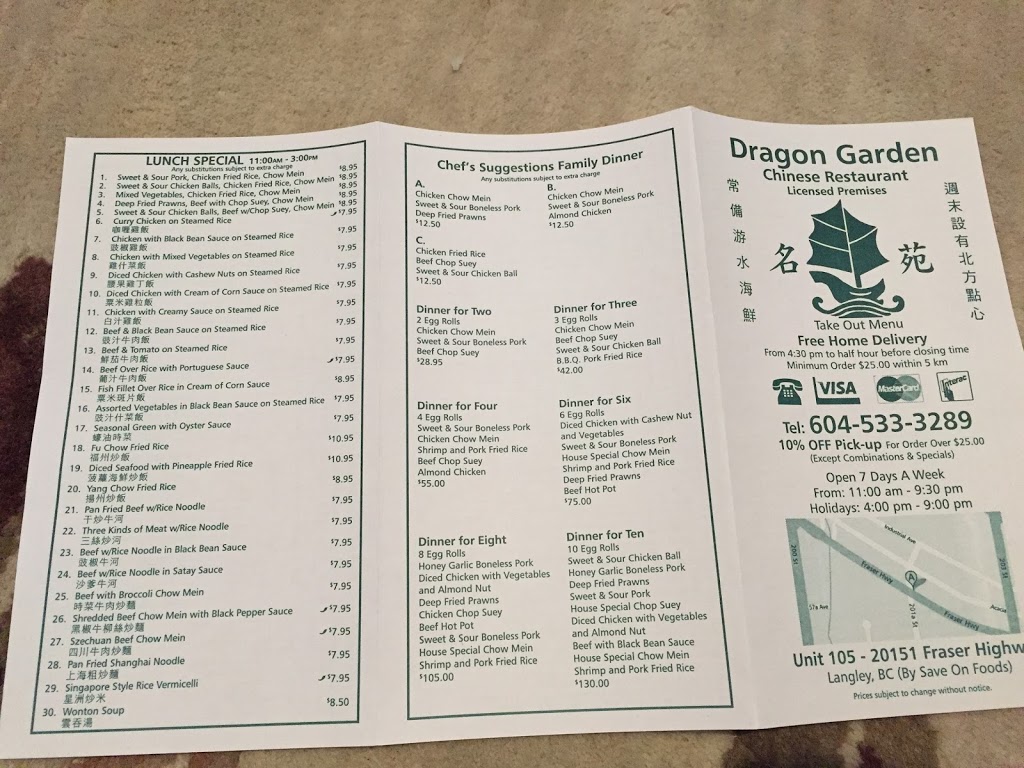 LUNCH SPECIAL 11:00AM - 3:00PM
Any substitutions subject to extra charge
1. Sweet & Sour Pork, Chicken Fried Rice, Chow Mein $8.95
2. Sweet & Sour Chicken Balls, Chicken Fried Rice, Chow Mein $8.95
3. Mixed Vegetables, Chicken Fried Rice, Chow Mein $8.95
4. Deep Fried Prawns, Beef with Chop Suey, Chow Mein $8.95
5. Sweet & Sour Chicken Balls, Beef w/Chop Suey, Chow Mein $8.95
6. Curry Chicken on Steamed Rice $7.95
咖喱雞飯
7. Chicken with Black Bean Sauce on Steamed Rice $7.95
豉椒雞飯
8. Chicken with Mixed Vegetables on Steamed Rice $7.95
雞什菜飯
9. Diced Chicken with Cashew Nuts on Steamed Rice $7.95
腰果雞丁飯
10. Diced Chicken with Cream of Corn Sauce on Steamed Rice $7.95
粟米雞粒飯
11. Chicken with Creamy Sauce on Steamed Rice $7.95
白汁雞飯
12. Beef & Black Bean Sauce on Steamed Rice $7.95
豉汁牛肉飯
13. Beef & Tomato on Steamed Rice $7.95
鮮茄牛肉飯
14. Beef Over Rice with Portuguese Sauce $7.95
葡汁牛肉飯
15. Fish Fillet Over Rice in Cream of Corn Sauce $8.95
粟米斑片飯
16. Assorted Vegetables in Black Bean Sauce on Steamed Rice $7.95
豉汁什菜飯
17. Seasonal Green with Oyster Sauce $7.95
蠔油時菜
18. Fu Chow Fried Rice $10.95
福州炒飯
19. Diced Seafood with Pineapple Fried Rice $10.95
菠蘿海鮮炒飯
20. Yang Chow Fried Rice $8.95
揚州炒飯
21. Pan Fried Beef w/Rice Noodle $7.95
干炒牛河
22. Three Kinds of Meat w/Rice Noodle $7.95
三絲炒河
23. Beef w/Rice Noodle in Black Bean Sauce $7.95
豉椒牛河
24. Beef w/Rice Noodle in Satay Sauce $7.95
沙爹牛河
25. Beef with Broccoli Chow Mein $7.95
時菜牛肉炒麵
26. Shredded Beef Chow Mein with Black Pepper Sauce $7.95
黑椒牛柳絲炒麵
27. Szechuan Beef Chow Mein $7.95
四川牛肉炒麵
28. Pan Fried Shanghai Noodle $7.95
上海粗炒麵
29. Singapore Style Rice Vermicelli $7.95
星洲炒米
30. Wonton Soup $8.50
雲吞湯
Chef's Suggestions Family Dinner
Any substitutions subject to extra charge
A.
Chicken Chow Mein
Sweet & Sour Boneless Pork
Deep Fried Prawns
$12.50
B.
Chicken Chow Mein
Sweet & Sour Boneless Pork
Almond Chicken
$12.50
C.
Chicken Fried Rice
Beef Chop Suey
Sweet & Sour Chicken Ball
$12.50
Dinner for Two
2 Egg Rolls
Chicken Chow Mein
Sweet & Sour Boneless Pork
Beef Chop Suey
$28.95
Dinner for Three
3 Egg Rolls
Chicken Chow Mein
Beef Chop Suey
Sweet & Sour Chicken Ball
B.B.Q. Pork Fried Rice
$42.00
Dinner for Four
4 Egg Rolls
Sweet & Sour Boneless Pork
Chicken Chow Mein
Shrimp and Pork Fried Rice
Beef Chop Suey
Almond Chicken
$55.00
Dinner for Six
6 Egg Rolls
Diced Chicken with Cashew Nut
and Vegetables
Sweet & Sour Boneless Pork
House Special Chow Mein
Shrimp and Pork Fried Rice
Deep Fried Prawns
Beef Hot Pot
$75.00
Dinner for Eight
8 Egg Rolls
Honey Garlic Boneless Pork
Diced Chicken with Vegetables
and Almond Nut
Deep Fried Prawns
Chicken Chop Suey
Beef Hot Pot
Sweet & Sour Boneless Pork
House Special Chow Mein
Shrimp and Pork Fried Rice
$105.00
Dinner for Ten
10 Egg Rolls
Sweet & Sour Chicken Ball
Honey Garlic Boneless Pork
Deep Fried Prawns
Sweet & Sour Pork
House Special Chop Suey
Diced Chicken with Vegetables
and Almond Nut
Beef with Black Bean Sauce
House Special Chow Mein
Shrimp and Pork Fried Rice
$130.00
Dragon Garden
Chinese Restaurant
Licensed Premises
常備游水海鮮
名苑
週末設有北方點心
Take Out Menu
Free Home Delivery
From 4:30 pm to half hour before closing time
Minimum Order $25.00 within 5 km
VISA
MasterCard
Interac
Tel: 604-533-3289
10% OFF Pick-up For Order Over $25.00
(Except Combinations & Specials)
Open 7 Days A Week
From: 11:00 am - 9:30 pm
Holidays: 4:00 pm - 9:00 pm
200 St
Industrial Ave
203 St
Fraser Hwy
A
57a Ave
201a St
Fraser Hwy
Acacia
Unit 105 - 20151 Fraser Highw
Langley, BC (By Save On Foods)
Prices subject to change without notice.